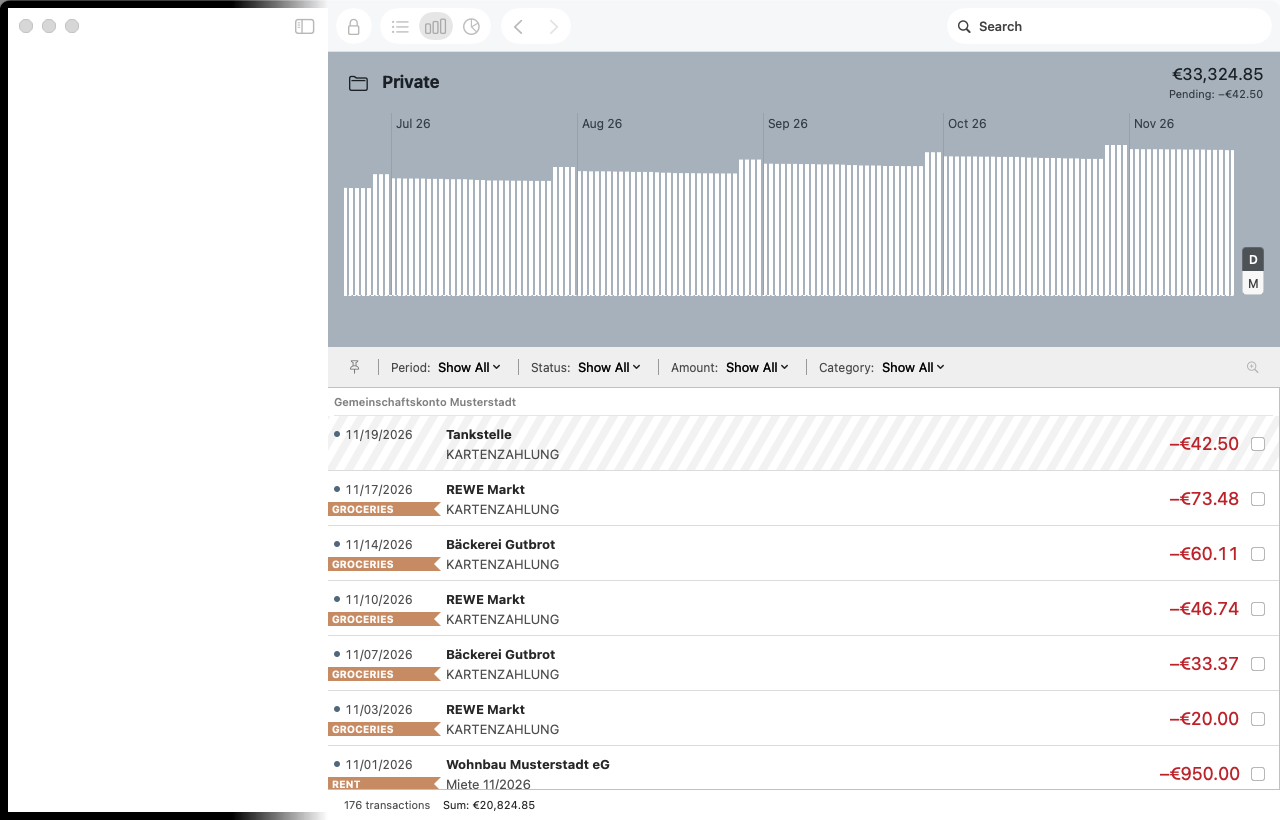 Search
Private
€33,324.85
Pending: −€42.50
Jul 26
Aug 26
Sep 26
Oct 26
Nov 26
D
M
Period: Show All
Status: Show All
Amount: Show All
Category: Show All
Gemeinschaftskonto Musterstadt
11/19/2026
Tankstelle
KARTENZAHLUNG
−€42.50
11/17/2026
REWE Markt
GROCERIES
KARTENZAHLUNG
−€73.48
11/14/2026
Bäckerei Gutbrot
GROCERIES
KARTENZAHLUNG
−€60.11
11/10/2026
REWE Markt
GROCERIES
KARTENZAHLUNG
−€46.74
11/07/2026
Bäckerei Gutbrot
GROCERIES
KARTENZAHLUNG
−€33.37
11/03/2026
REWE Markt
GROCERIES
KARTENZAHLUNG
−€20.00
11/01/2026
Wohnbau Musterstadt eG
RENT
Miete 11/2026
−€950.00
176 transactions
Sum: €20,824.85